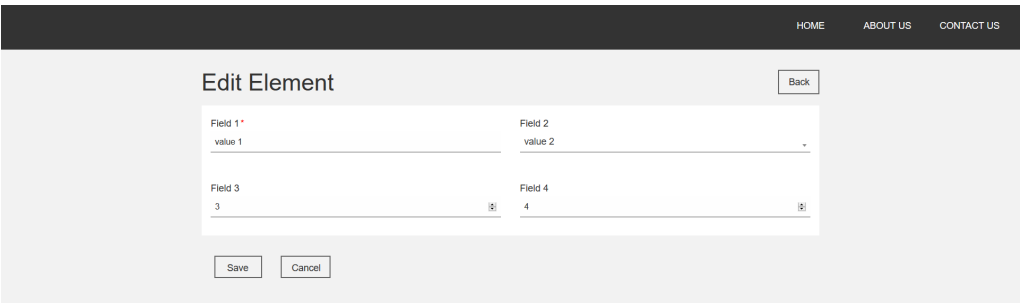 HOME ABOUT US CONTACT US
Edit Element Back
Field 1* Field 2
value 1 value 2
Field 3 Field 4
3 4
Save Cancel